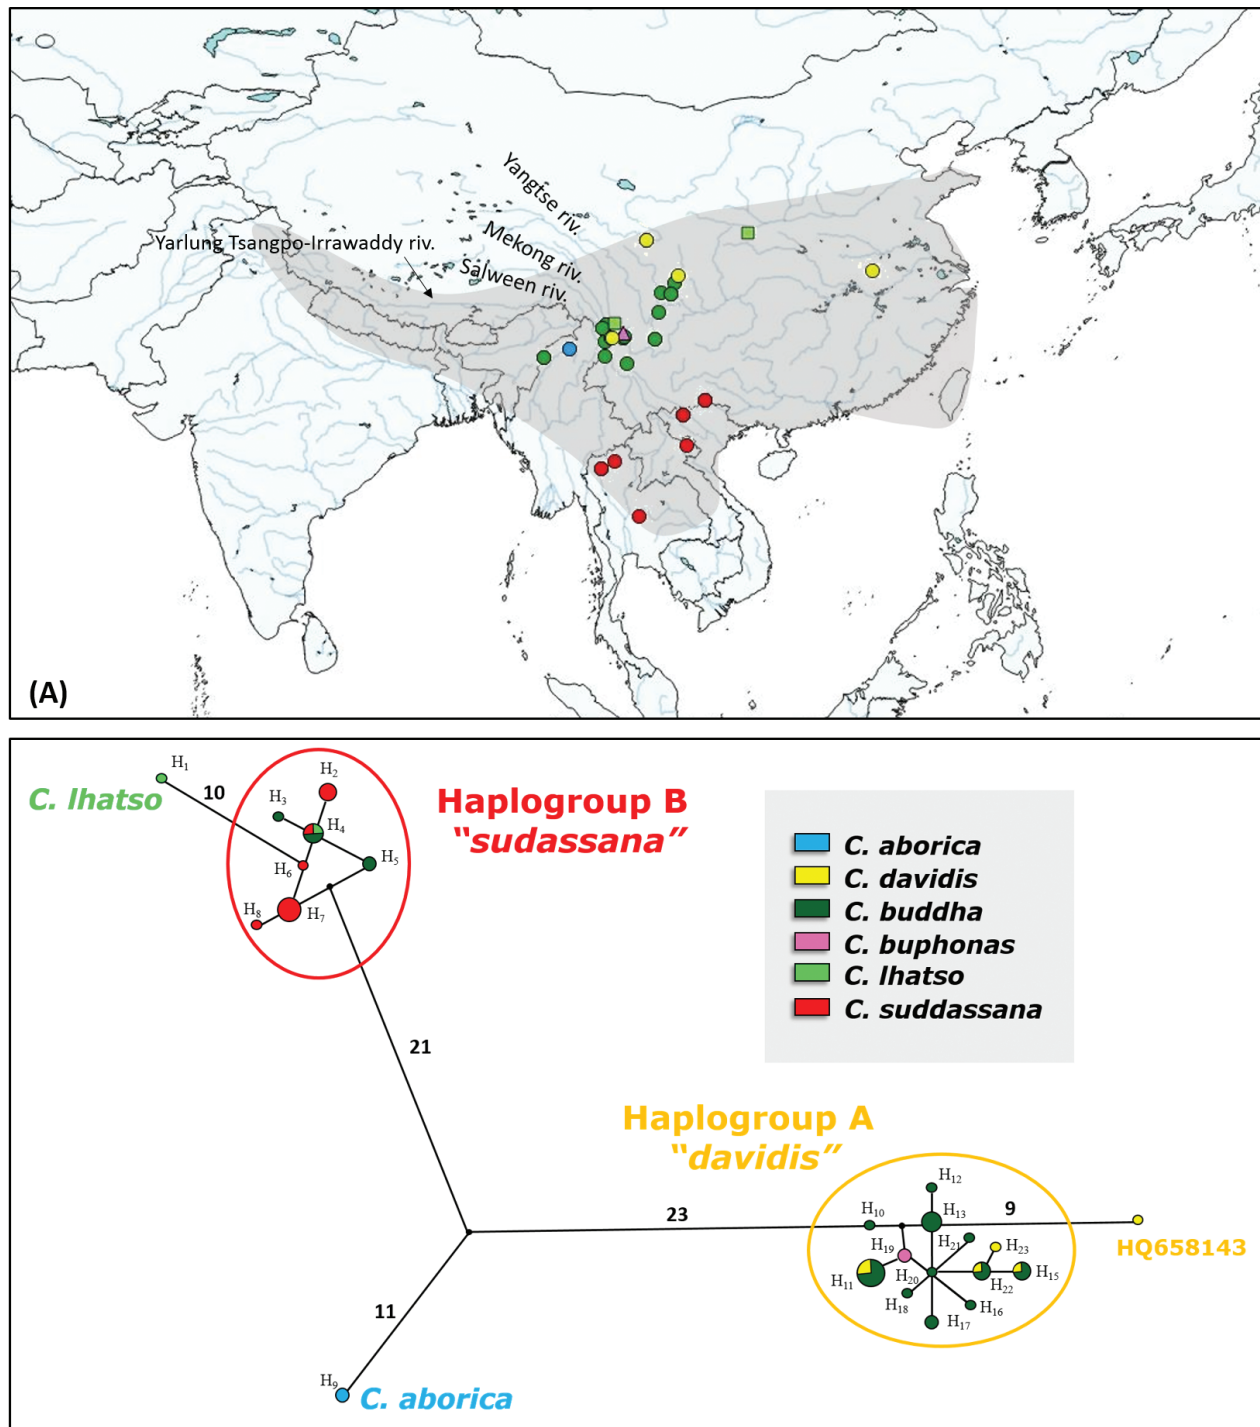 Yangtse riv.
Mekong riv.
Salween riv.
Yarlung Tsangpo-Irrawaddy riv.
(A)
H1
C. lhatso
10
H2
H3
H4
H5
H6
H7
H8
Haplogroup B
“sudassana”
C. aborica
C. davidis
C. buddha
C. buphonas
C. lhatso
C. suddassana
21
Haplogroup A
“davidis”
23
9
H12
H10
H13
H21
H19
H23
HQ658143
H11
H20
H22
H15
H18
H16
H17
11
H9
C. aborica